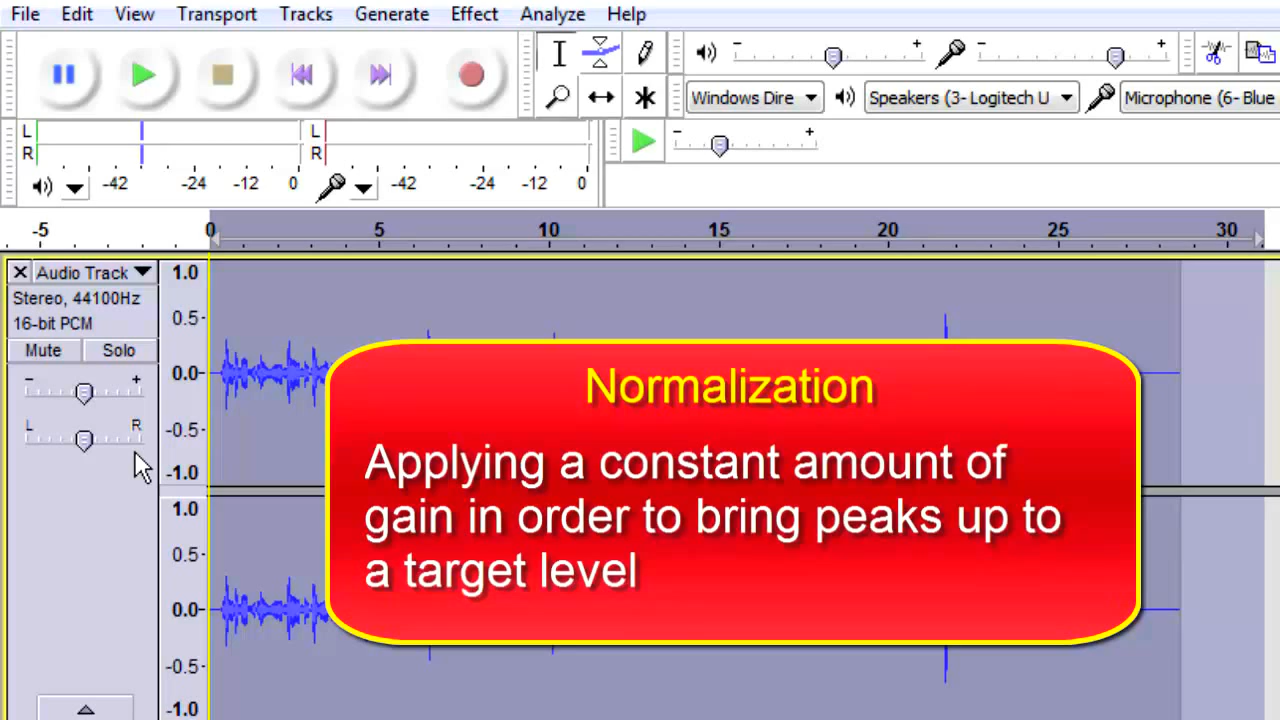 File Edit View Transport Tracks Generate Effect Analyze Help
- + - +
Windows Dire Speakers (3- Logitech U Microphone (6- Blue
L L
R R
- +
-42 -24 -12 0 -42 -24 -12 0
-5 0 5 10 15 20 25 30
Audio Track 1.0
Stereo, 44100Hz
0.5
16-bit PCM
Mute Solo
0.0
- +
L R
-0.5
-1.0
Normalization
Applying a constant amount of
gain in order to bring peaks up to
a target level
1.0
0.5
0.0
-0.5
-1.0